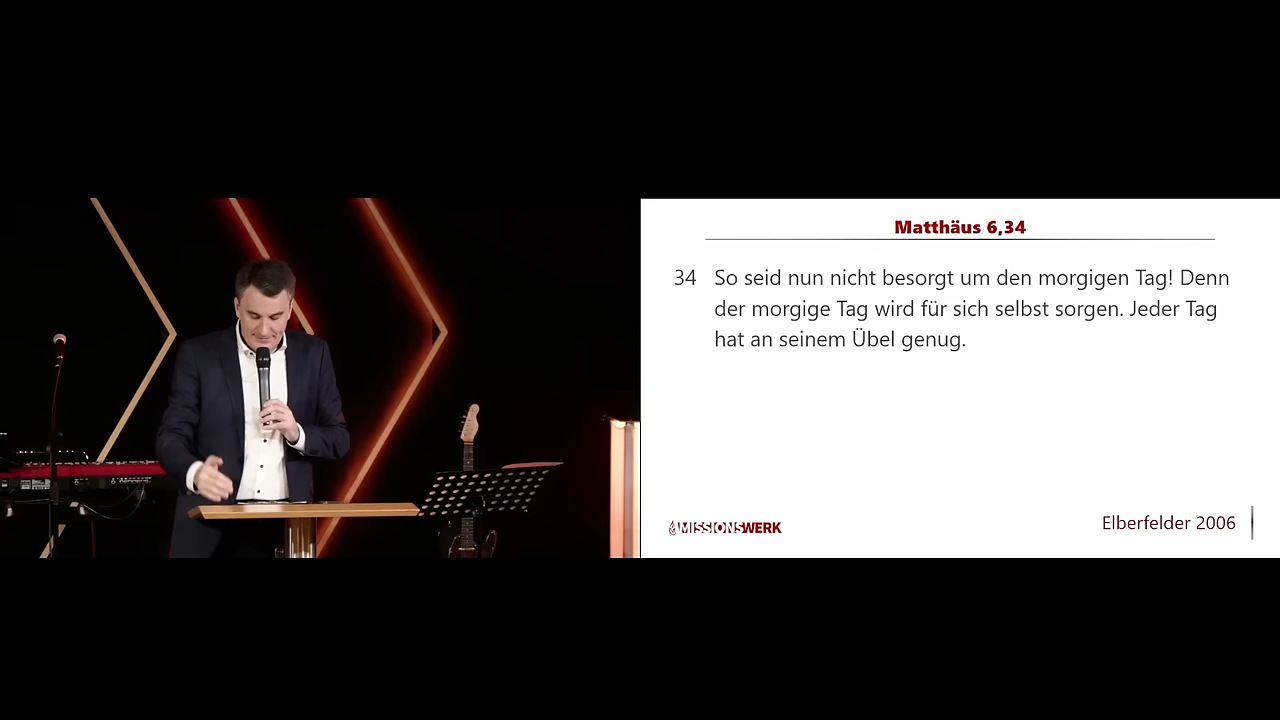 Matthäus 6,34
34 So seid nun nicht besorgt um den morgigen Tag! Denn
der morgige Tag wird für sich selbst sorgen. Jeder Tag
hat an seinem Übel genug.
MISSIONSWERK
Elberfelder 2006